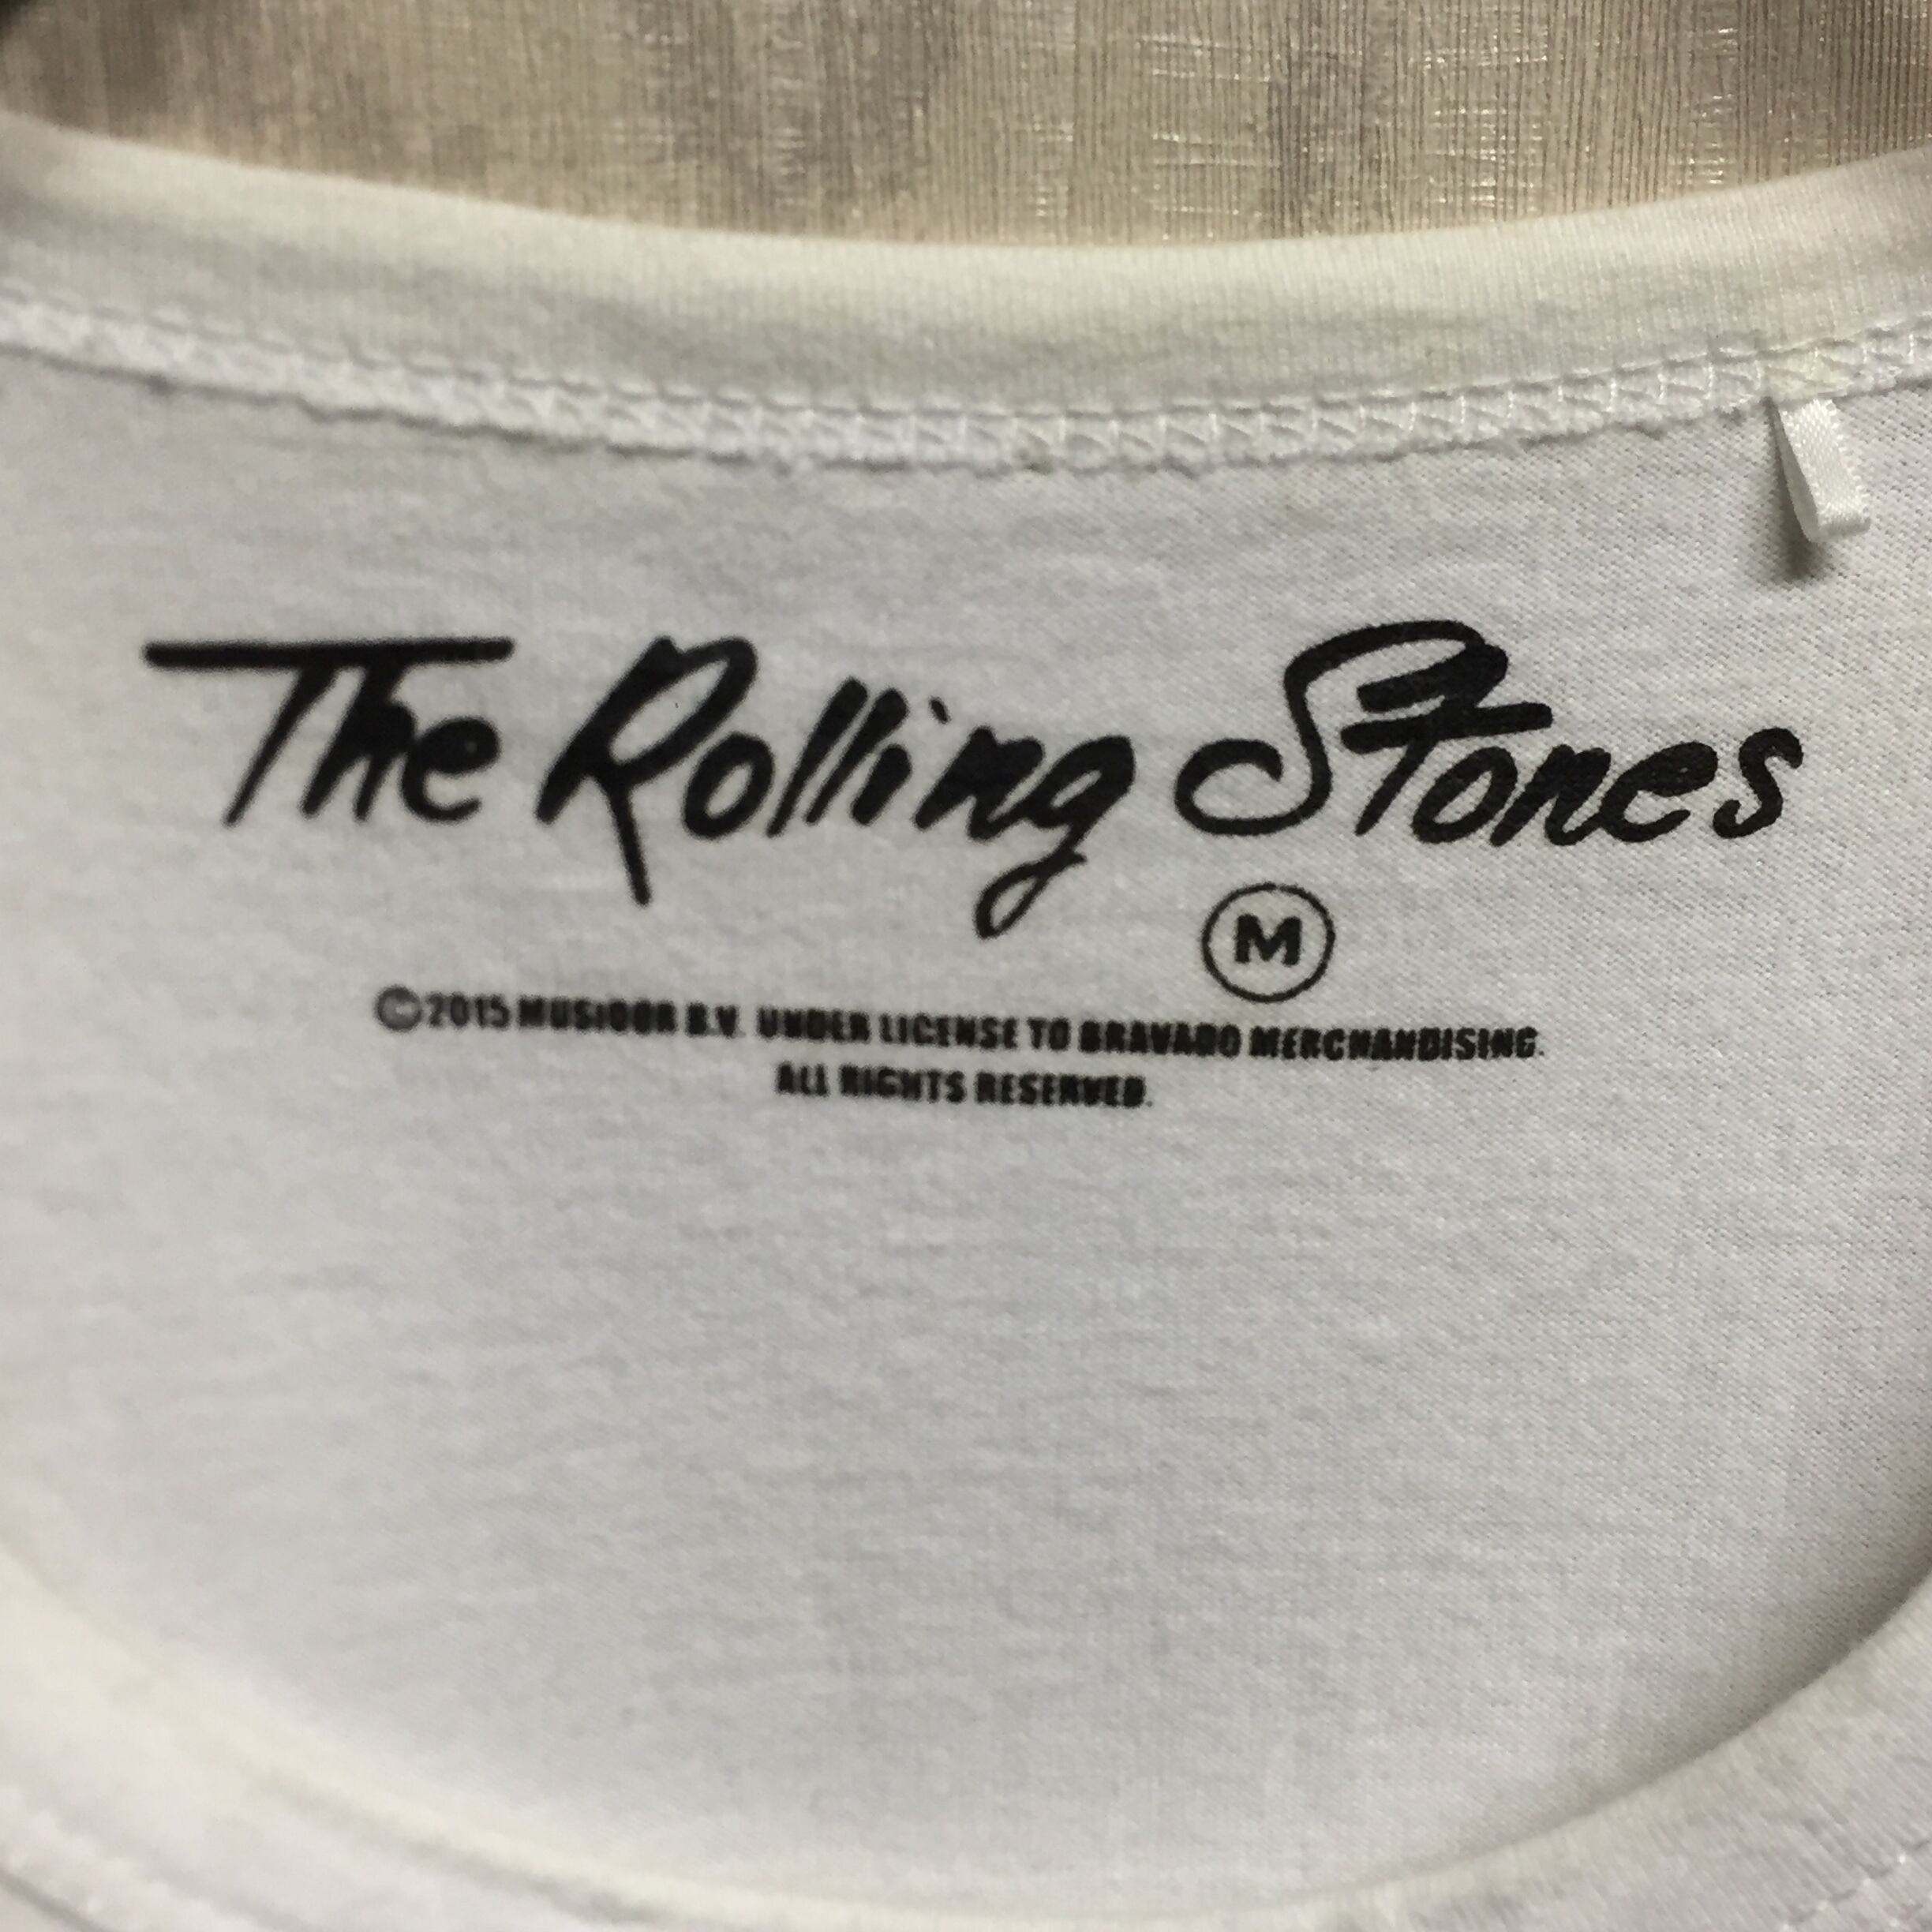 The Rolling Stones
M
©2015 MUSIDOR B.V. UNDER LICENSE TO BRAVADO MERCHANDISING.
ALL RIGHTS RESERVED.